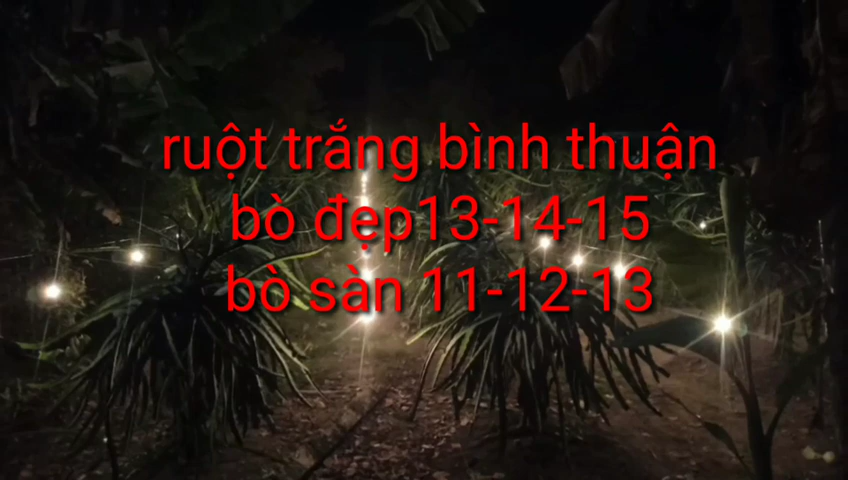 ruột trắng bình thuận
bò đẹp13-14-15
bò sàn 11-12-13